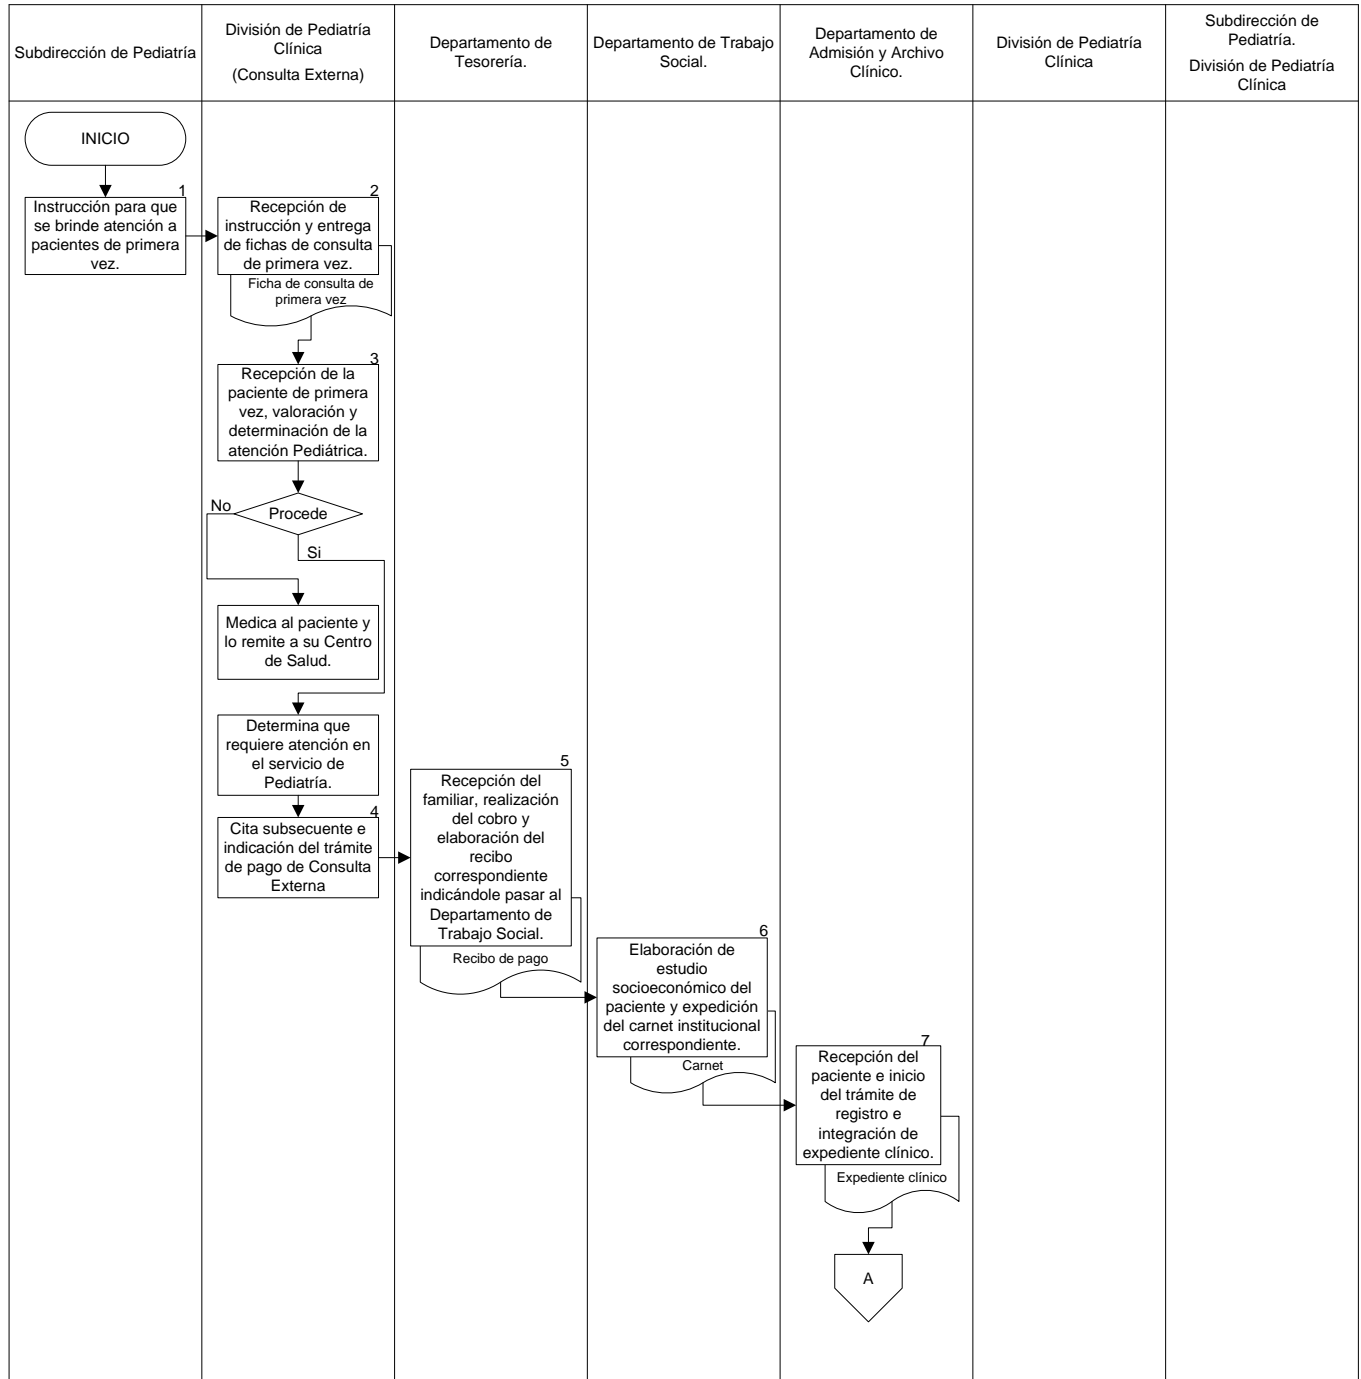 Subdirección de Pediatría
División de Pediatría
Clínica
(Consulta Externa)
Departamento de
Tesorería.
Departamento de Trabajo
Social.
Departamento de
Admisión y Archivo
Clínico.
División de Pediatría
Clínica
Subdirección de
Pediatría.
División de Pediatría
Clínica
INICIO
1
Instrucción para que
se brinde atención a
pacientes de primera
vez.
2
Recepción de
instrucción y entrega
de fichas de consulta
de primera vez.
Ficha de consulta de
primera vez
3
Recepción de la
paciente de primera
vez, valoración y
determinación de la
atención Pediátrica.
Procede
No
Si
Medica al paciente y
lo remite a su Centro
de Salud.
Determina que
requiere atención en
el servicio de
Pediatría.
4
Cita subsecuente e
indicación del trámite
de pago de Consulta
Externa
5
Recepción del
familiar, realización
del cobro y
elaboración del
recibo
correspondiente
indicándole pasar al
Departamento de
Trabajo Social.
Recibo de pago
6
Elaboración de
estudio
socioeconómico del
paciente y expedición
del carnet institucional
correspondiente.
Carnet
7
Recepción del
paciente e inicio
del trámite de
registro e
integración de
expediente clínico.
Expediente clínico
A